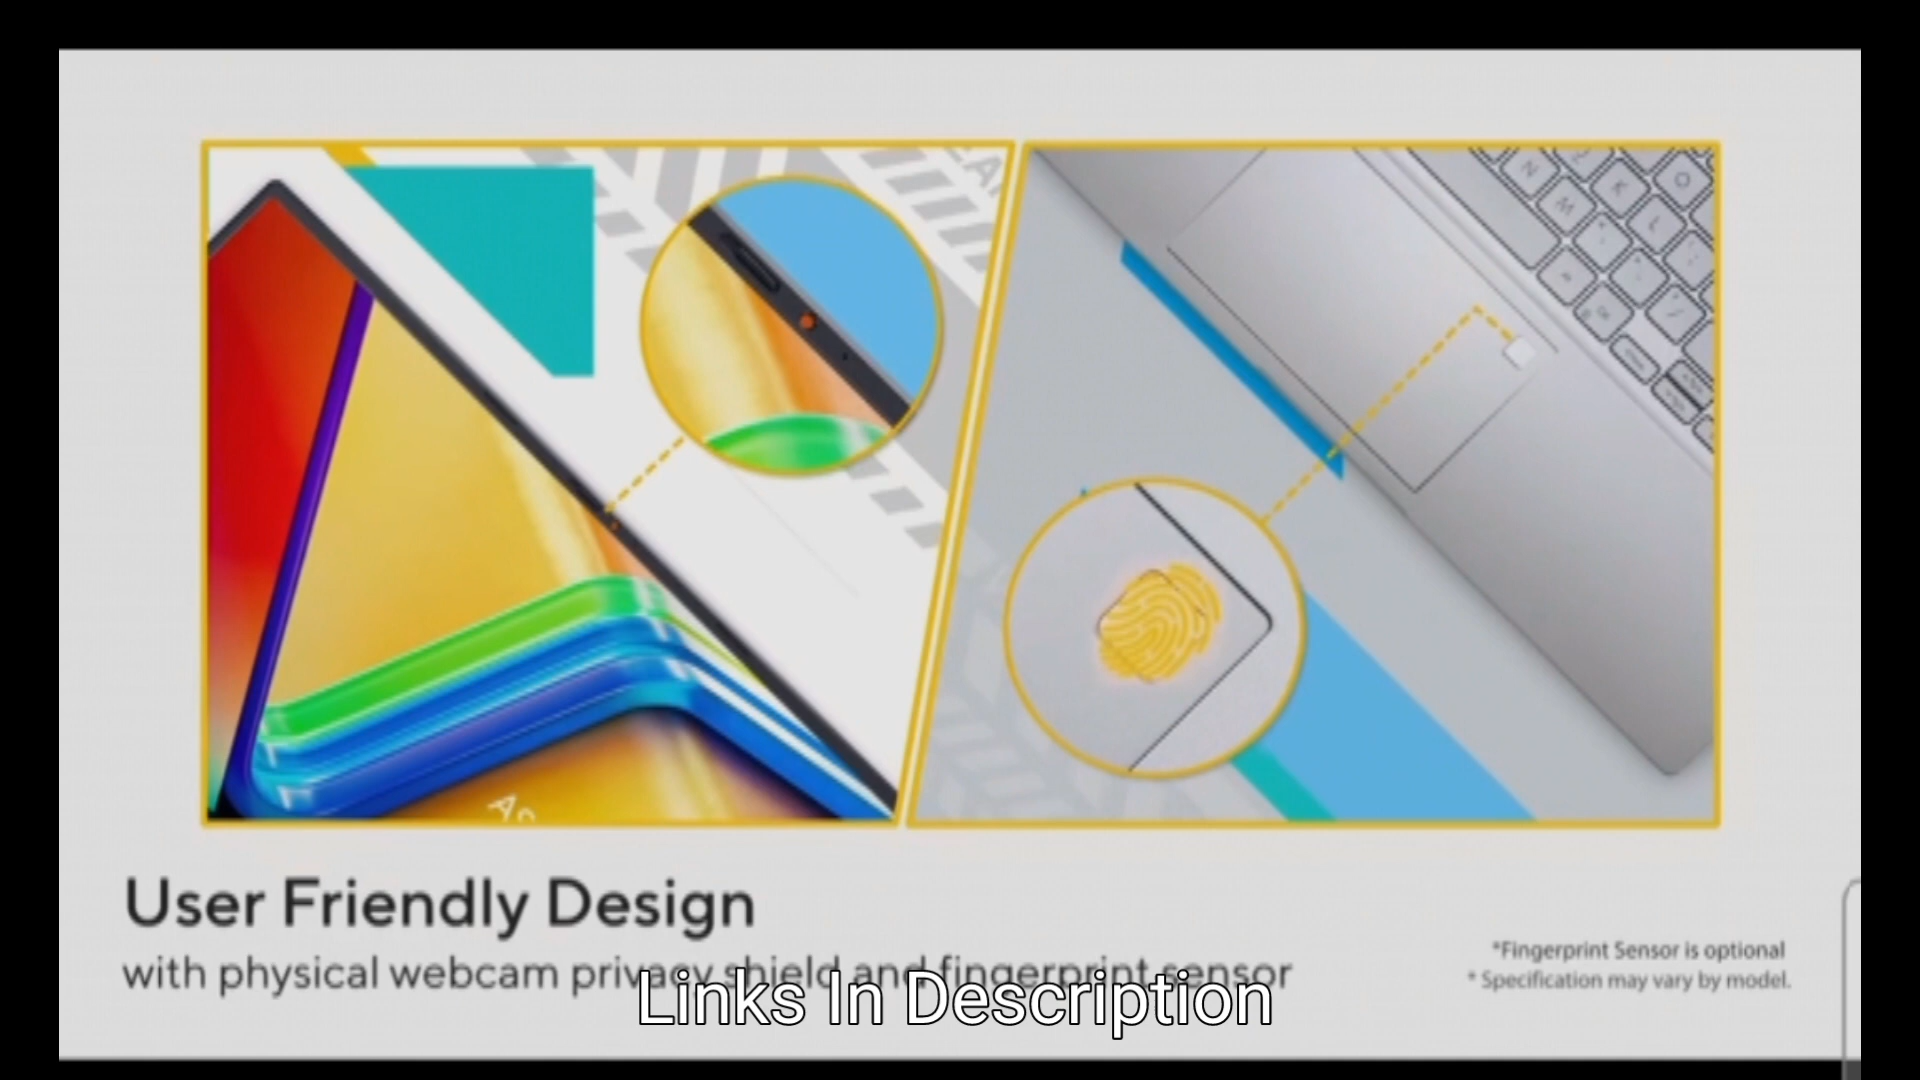 User Friendly Design
with physical webcam privacy shield and fingerprint sensor
*Fingerprint Sensor is optional
* Specification may vary by model.
Links In Description